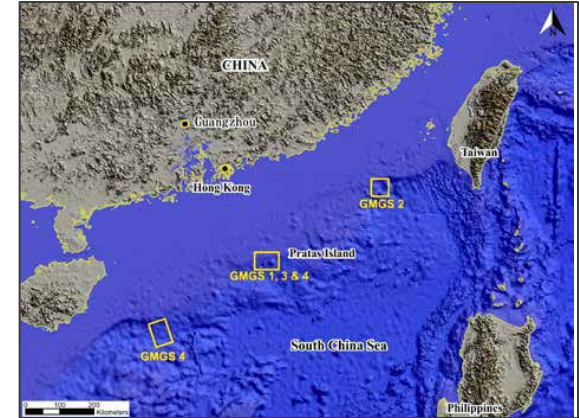 N
CHINA
Guangzhou
Taiwan
Hong Kong
GMGS 2
Pratas Island
GMGS 1, 3 & 4
GMGS 4
South China Sea
0 100 200
Kilometers
Philippines